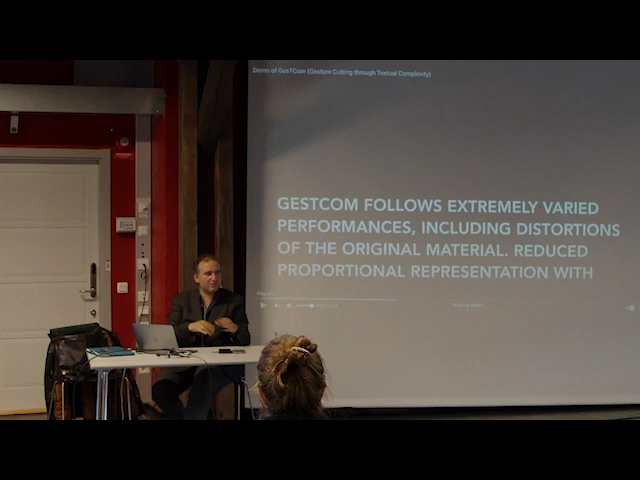 Demo of GesTCom (Gesture Cutting through Textual Complexity)
GESTCOM FOLLOWS EXTREMELY VARIED
PERFORMANCES, INCLUDING DISTORTIONS
OF THE ORIGINAL MATERIAL. REDUCED
PROPORTIONAL REPRESENTATION WITH